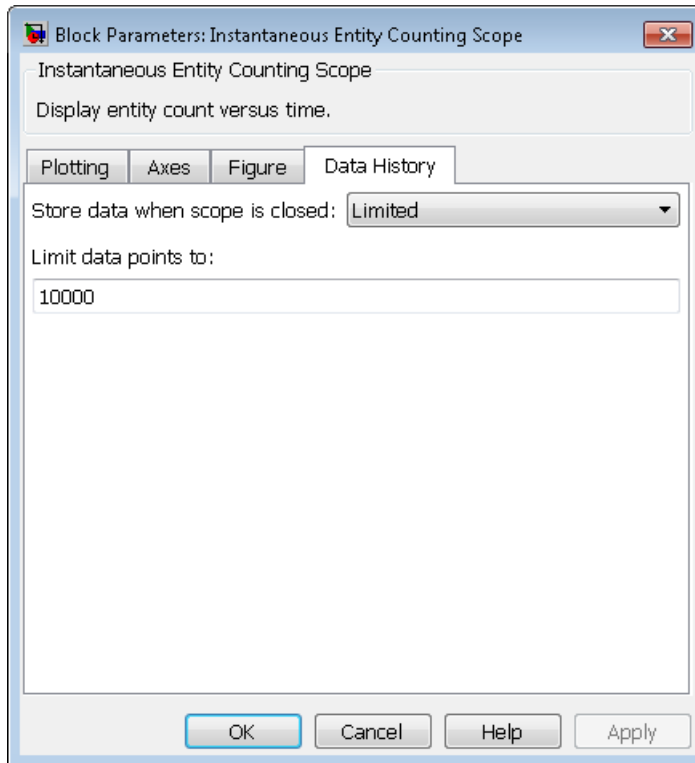 Block Parameters: Instantaneous Entity Counting Scope
Instantaneous Entity Counting Scope
Display entity count versus time.
Plotting Axes Figure Data History
Store data when scope is closed: Limited
Limit data points to:
10000
OK Cancel Help Apply